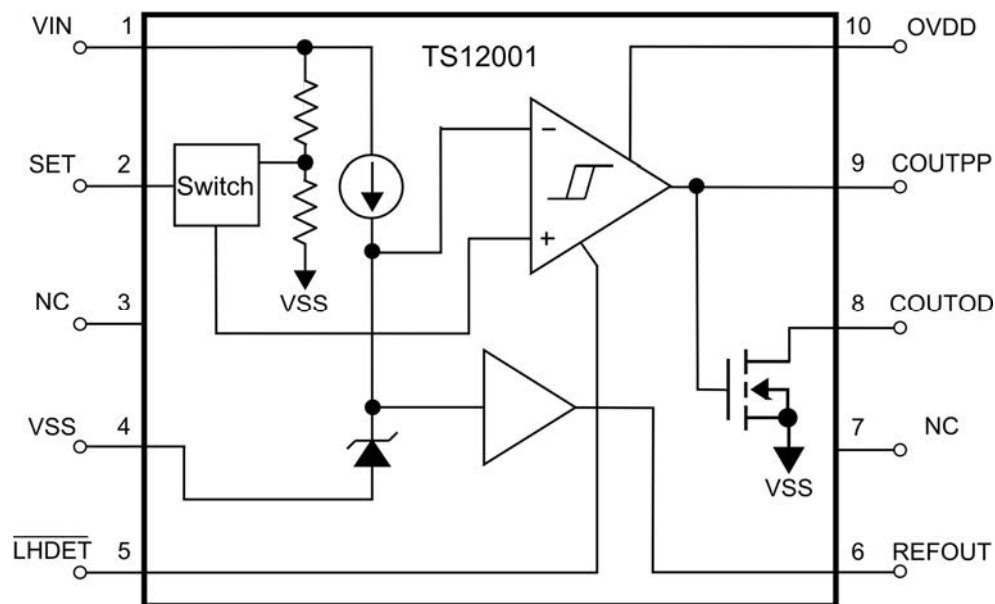 VIN 1
TS12001
10 OVDD
SET 2
Switch
−
9 COUTPP
+
NC 3
VSS
8 COUTOD
VSS 4
7 NC
VSS
LHDET 5
6 REFOUT